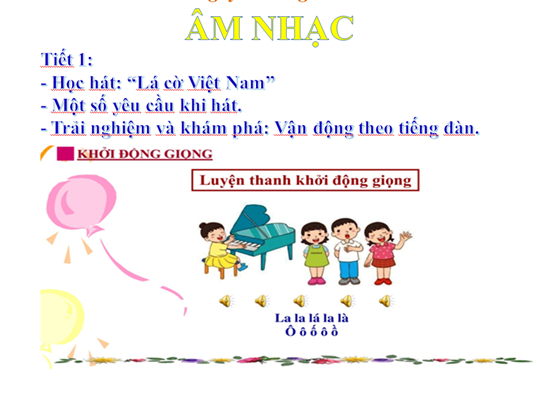 ÂM NHẠC
Tiết 1:
- Học hát: “Lá cờ Việt Nam”
- Một số yêu cầu khi hát.
- Trải nghiệm và khám phá: Vận động theo tiếng đàn.
KHỞI ĐỘNG GIỌNG
Luyện thanh khởi động giọng
La la lá la là
Ô ô ố ô ồ